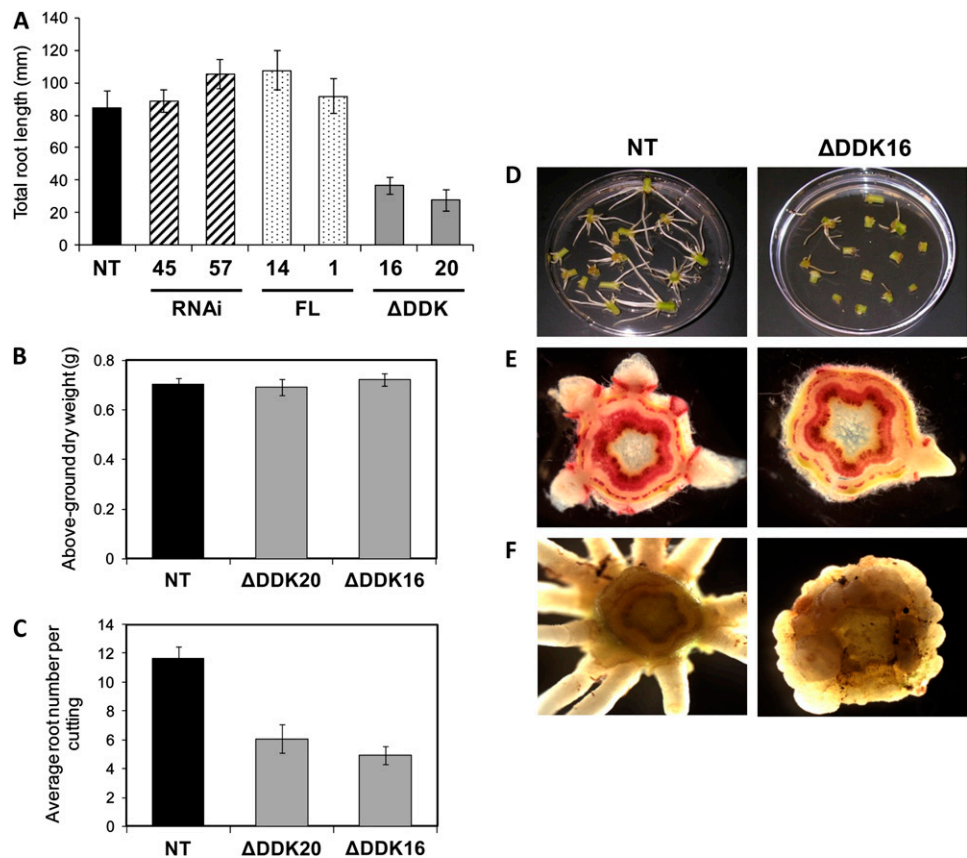 A
Total root length (mm)
140
120
100
80
60
40
20
0
NT 45 57 14 1 16 20
RNAi FL ΔDDK
B
Above-ground dry weight (g)
0.8
0.6
0.4
0.2
0
NT ΔDDK20 ΔDDK16
C
Average root number per
cutting
14
12
10
8
6
4
2
0
NT ΔDDK20 ΔDDK16
NT ΔDDK16
D
E
F